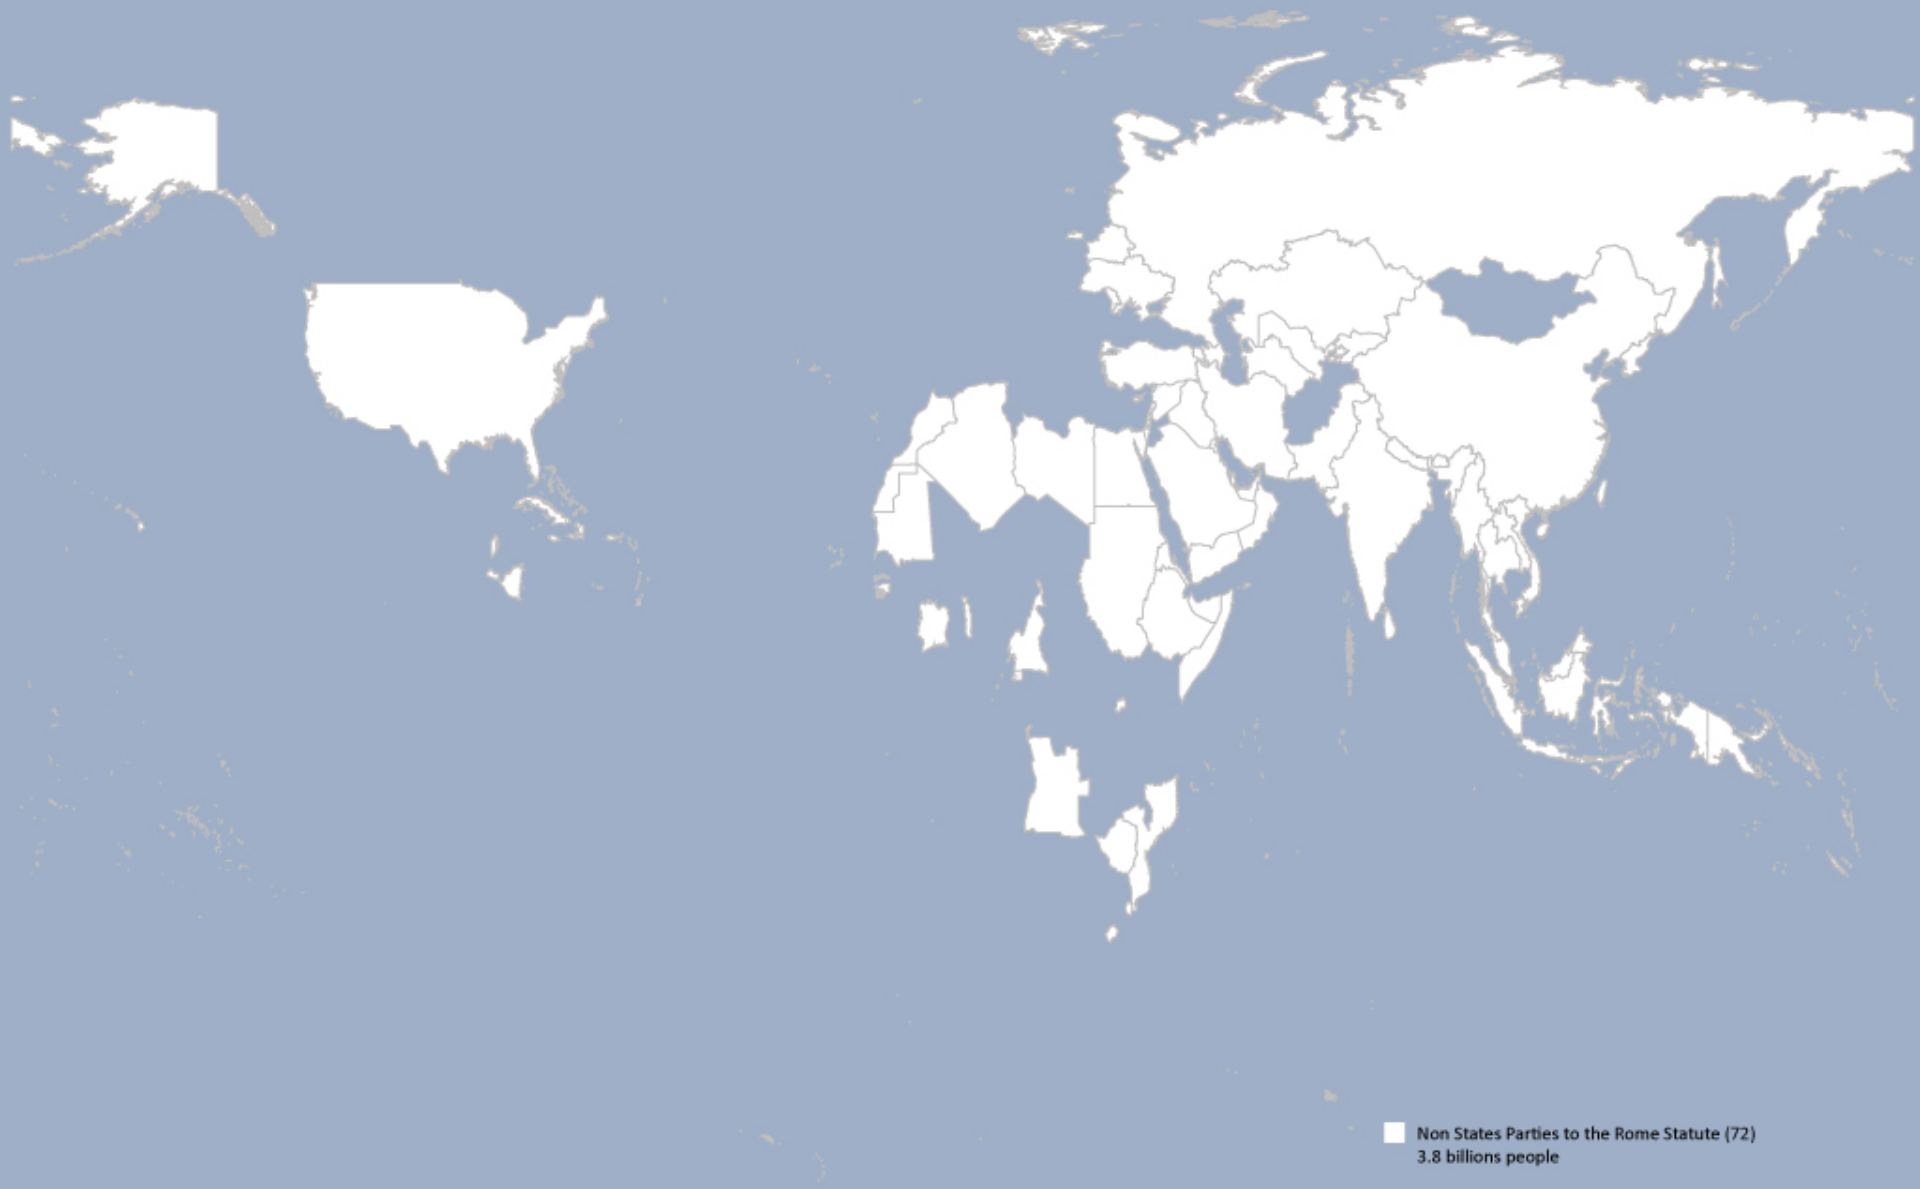 Non States Parties to the Rome Statute (72)
3.8 billions people